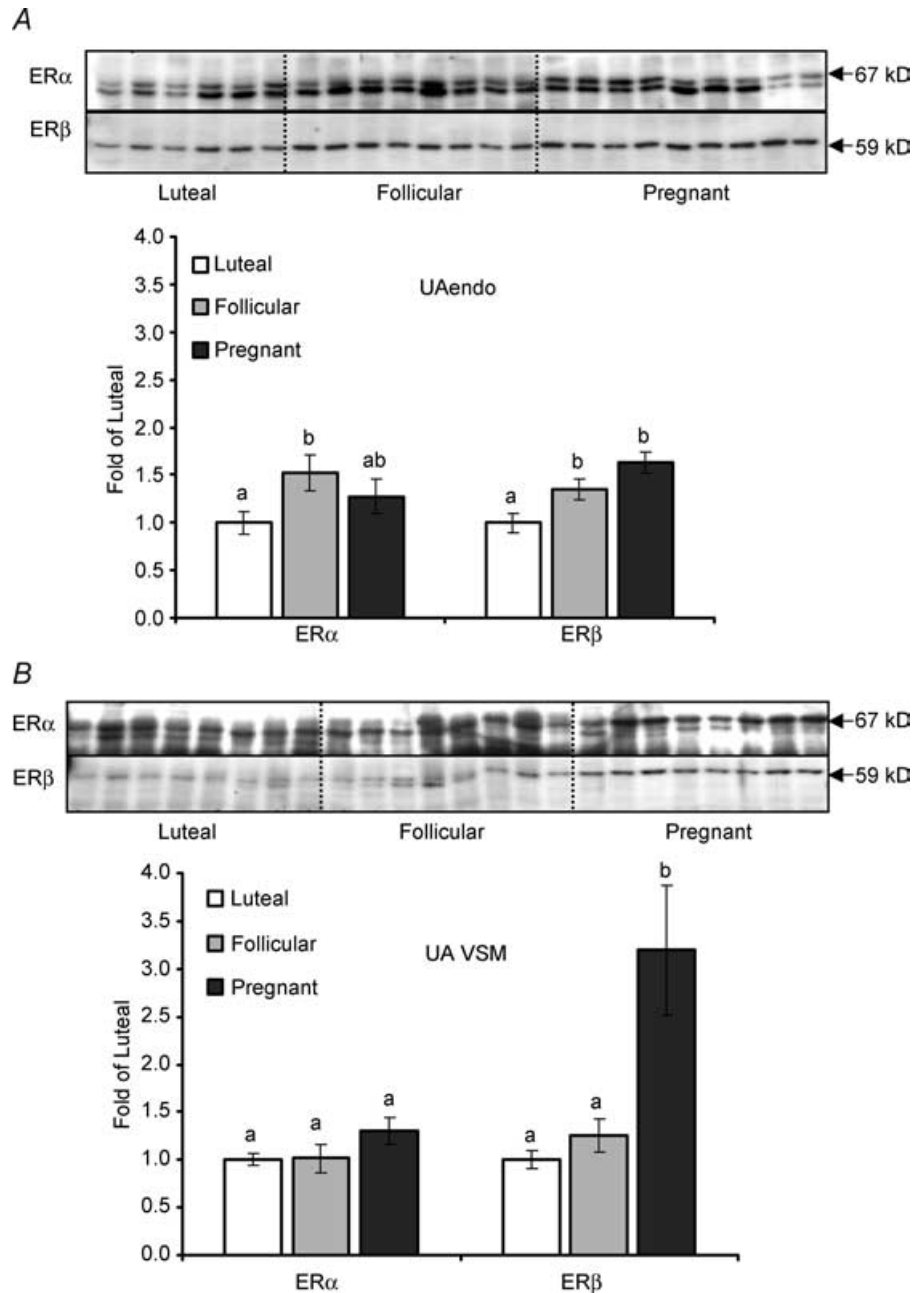 A
ERα
67 kD
ERβ
59 kD
Luteal Follicular Pregnant
4.0
3.5
3.0
2.5
2.0
1.5
1.0
0.5
0.0
Fold of Luteal
Luteal
Follicular
Pregnant
UAendo
a b ab a b b
ERα ERβ
B
ERα
67 kD
ERβ
59 kD
Luteal Follicular Pregnant
4.0
3.5
3.0
2.5
2.0
1.5
1.0
0.5
0.0
Fold of Luteal
Luteal
Follicular
Pregnant
UA VSM
a a a a a b
ERα ERβ